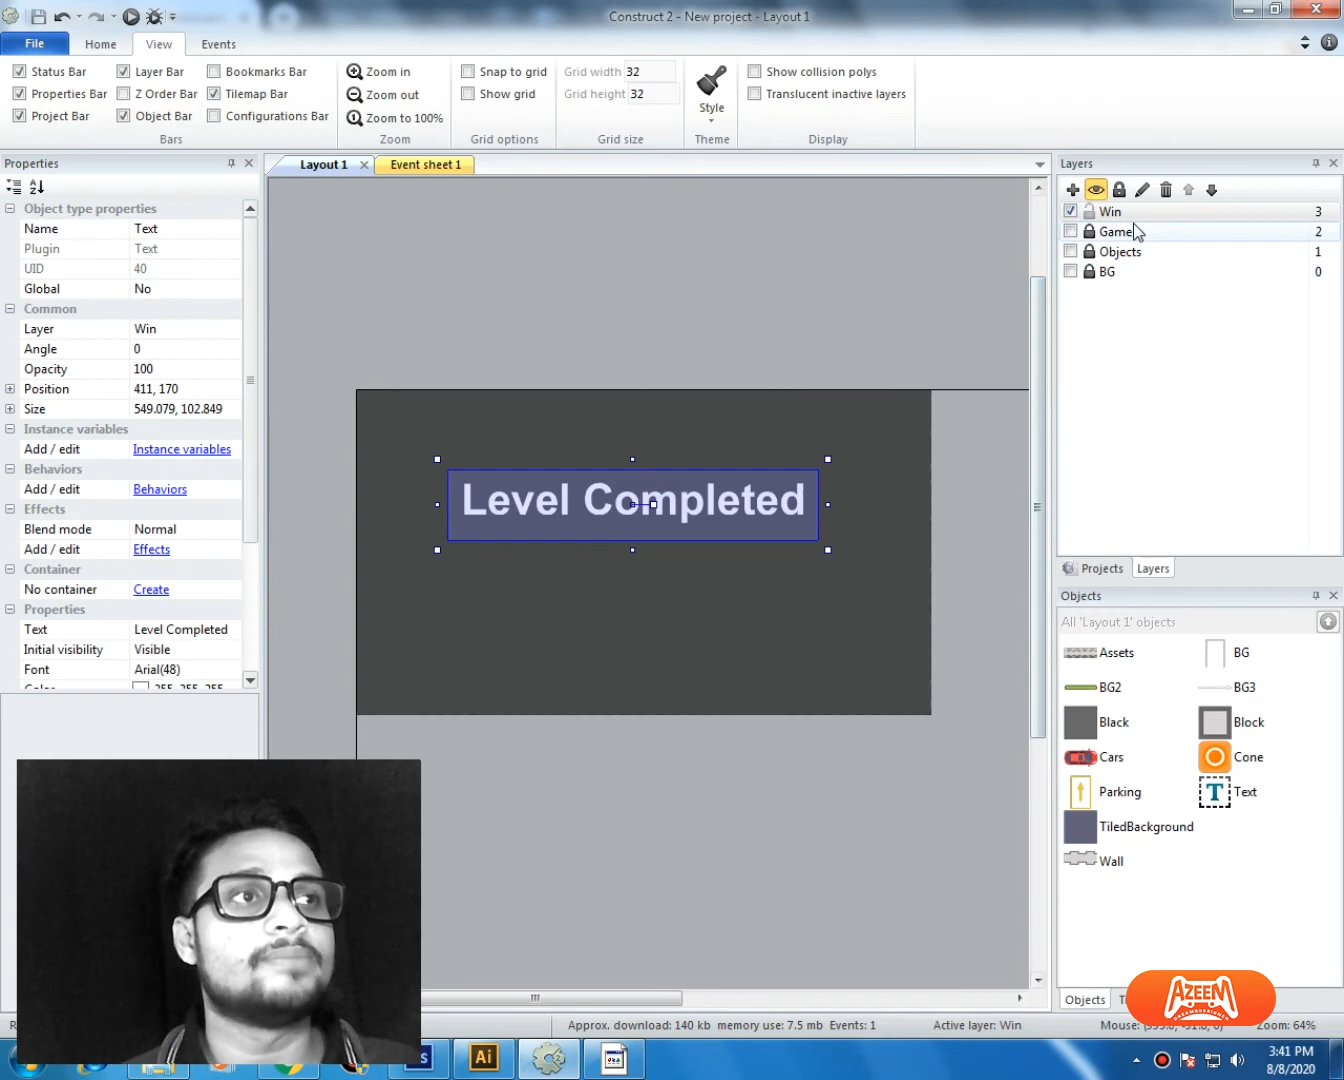 Construct 2 - New project - Layout 1
File
Home
View
Events
Status Bar
Layer Bar
Bookmarks Bar
Zoom in
Snap to grid
Grid width 32
Show collision polys
Properties Bar
Z Order Bar
Tilemap Bar
Zoom out
Show grid
Grid height 32
Style
Translucent inactive layers
Project Bar
Object Bar
Configurations Bar
Zoom to 100%
Bars
Zoom
Grid options
Grid size
Theme
Display
Properties
Layout 1
Event sheet 1
Layers
Object type properties
Name Text
Plugin Text
UID 40
Global No
Common
Layer Win
Angle 0
Opacity 100
Position 411, 170
Size 549.079, 102.849
Instance variables
Add / edit Instance variables
Behaviors
Add / edit Behaviors
Effects
Blend mode Normal
Add / edit Effects
Container
No container Create
Properties
Text Level Completed
Initial visibility Visible
Font Arial(48)
Color 255, 255, 255
Level Completed
Win 3
Game 2
Objects 1
BG 0
Projects
Layers
Objects
All 'Layout 1' objects
Assets
BG
BG2
BG3
Black
Block
Cars
Cone
Parking
Text
TiledBackground
Wall
Objects
AZEEM
Approx. download: 140 kb memory use: 7.5 mb Events: 1
Active layer: Win
Mouse:
Zoom: 64%
Ai
3:41 PM
8/8/2020